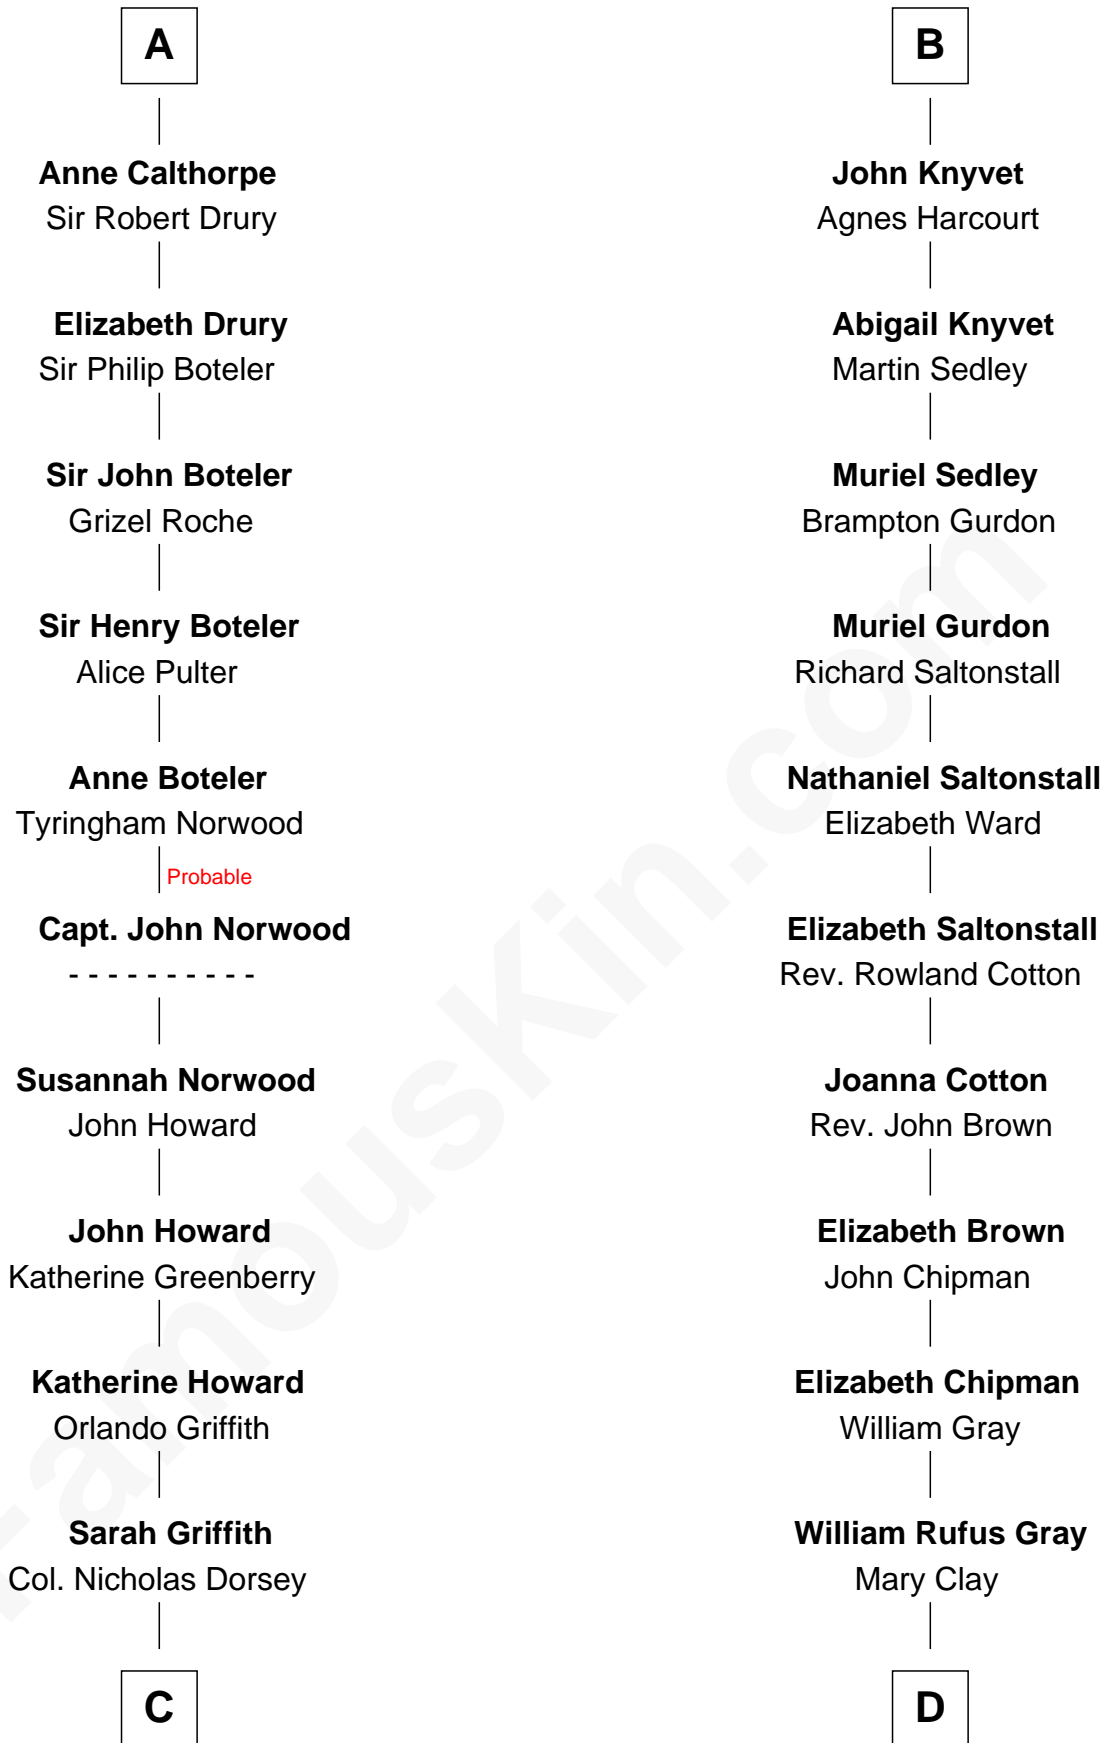 A
Anne Calthorpe
Sir Robert Drury
Elizabeth Drury
Sir Philip Boteler
Sir John Boteler
Grizel Roche
Sir Henry Boteler
Alice Pulter
Anne Boteler
Tyringham Norwood
Probable
Capt. John Norwood
- - - - - - - - - -
Susannah Norwood
John Howard
John Howard
Katherine Greenberry
Katherine Howard
Orlando Griffith
Sarah Griffith
Col. Nicholas Dorsey
C
B
John Knyvet
Agnes Harcourt
Abigail Knyvet
Martin Sedley
Muriel Sedley
Brampton Gurdon
Muriel Gurdon
Richard Saltonstall
Nathaniel Saltonstall
Elizabeth Ward
Elizabeth Saltonstall
Rev. Rowland Cotton
Joanna Cotton
Rev. John Brown
Elizabeth Brown
John Chipman
Elizabeth Chipman
William Gray
William Rufus Gray
Mary Clay
D
FamousKin.com